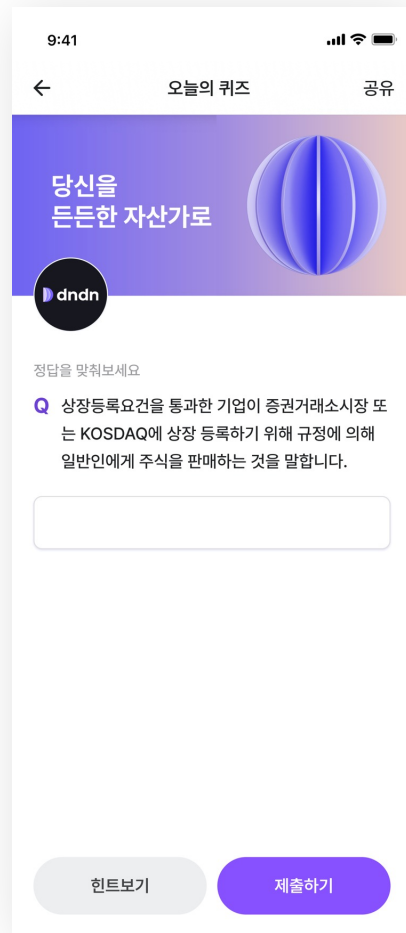 9:41
오늘의 퀴즈
공유
당신을
든든한 자산가로
dndn
정답을 맞춰보세요
Q 상장등록요건을 통과한 기업이 증권거래소시장 또
는 KOSDAQ에 상장 등록하기 위해 규정에 의해
일반인에게 주식을 판매하는 것을 말합니다.
힌트보기
제출하기